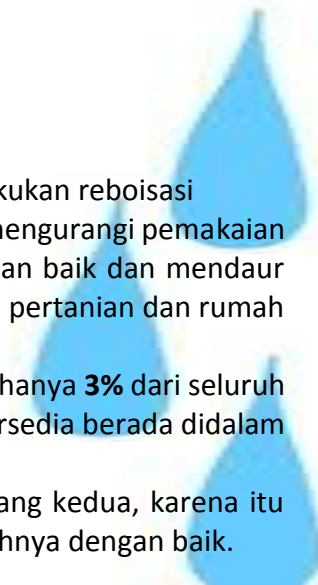 kukan reboisasi
mengurangi pemakaian
an baik dan mendaur
pertanian dan rumah
hanya 3% dari seluruh
rsedia berada didalam
ang kedua, karena itu
hnya dengan baik.